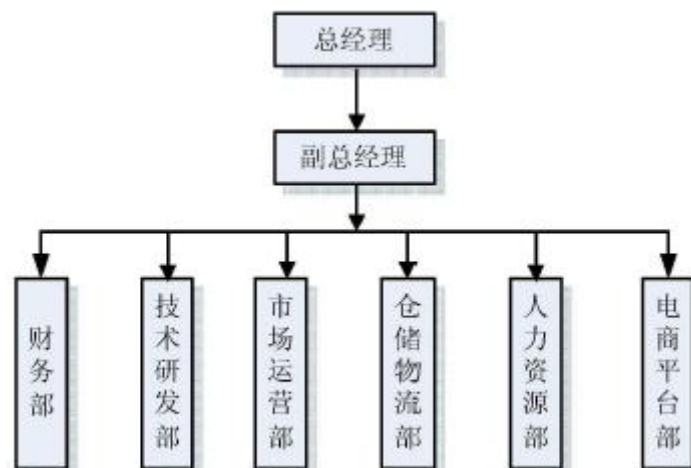 总经理
副总经理
财务部
技术研发部
市场运营部
仓储物流部
人力资源部
电商平台部